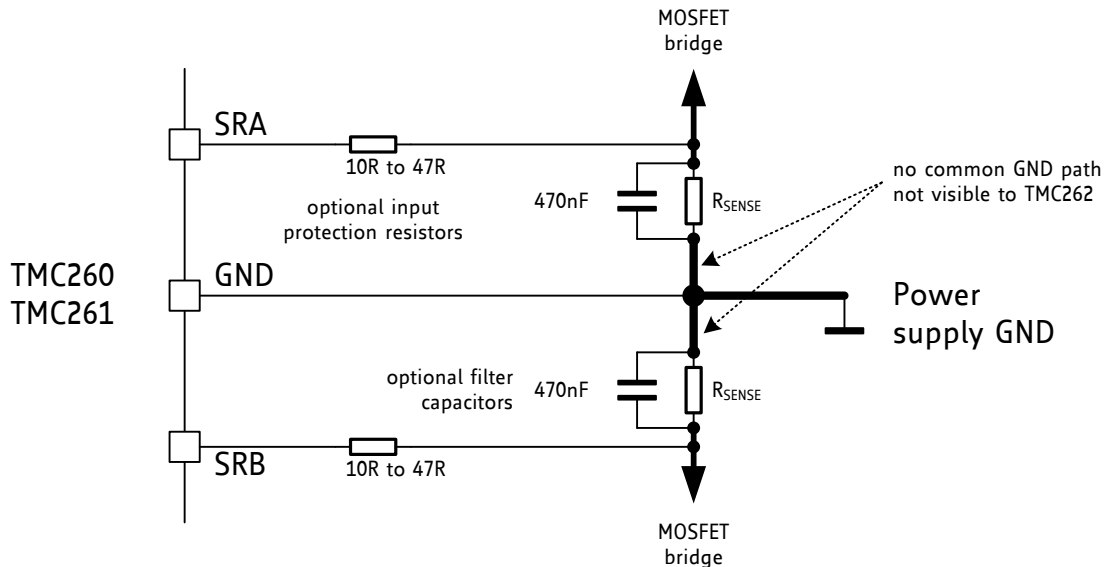 MOSFET
bridge
SRA
10R to 47R
no common GND path
not visible to TMC262
470nF
RSENSE
optional input
protection resistors
TMC260
TMC261
GND
Power
supply GND
optional filter
capacitors
470nF
RSENSE
SRB
10R to 47R
MOSFET
bridge